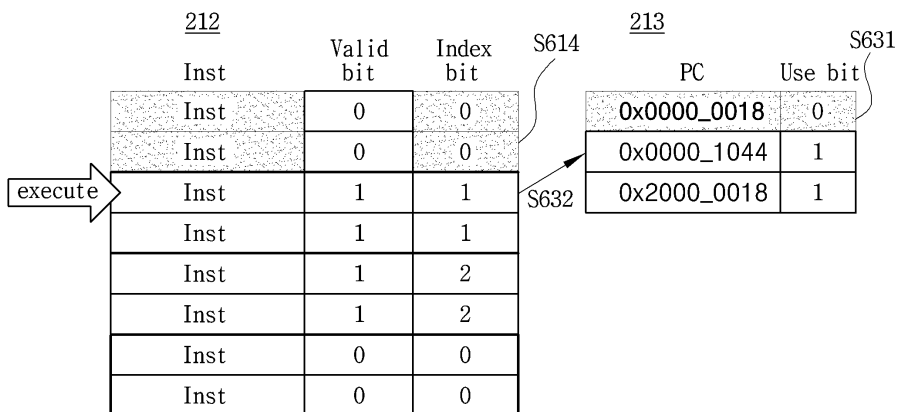 212 213
S614 S631
Inst Valid bit Index bit PC Use bit
Inst 0 0 0x0000_0018 0
Inst 0 0 0x0000_1044 1
execute Inst 1 1 S632 0x2000_0018 1
Inst 1 1
Inst 1 2
Inst 1 2
Inst 0 0
Inst 0 0